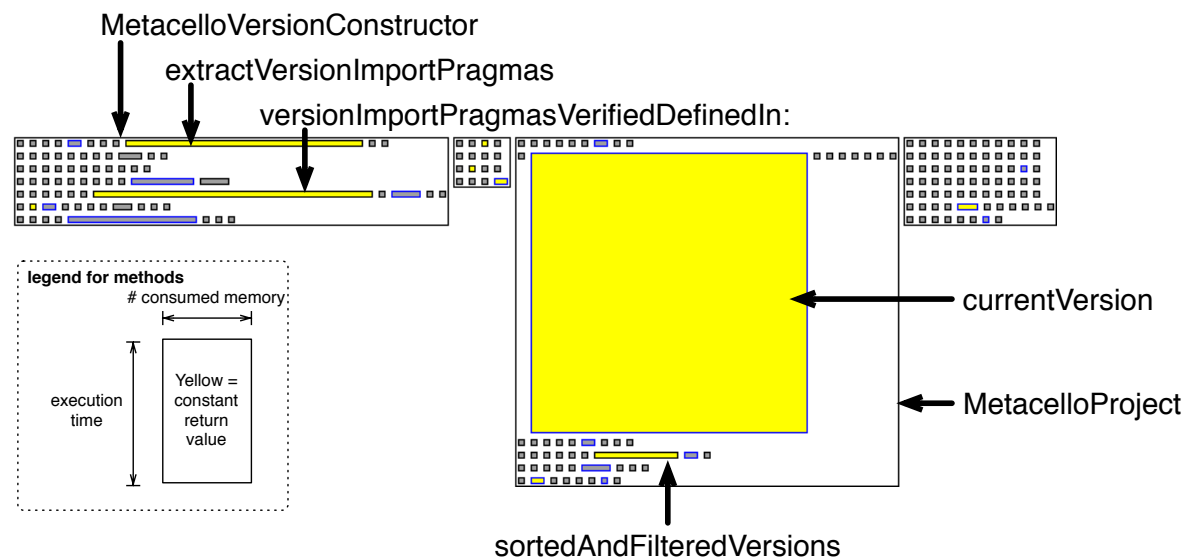 MetacelloVersionConstructor
extractVersionImportPragmas
versionImportPragmasVerifiedDefinedIn:
legend for methods
# consumed memory
execution
time
Yellow =
constant
return
value
currentVersion
MetacelloProject
sortedAndFilteredVersions